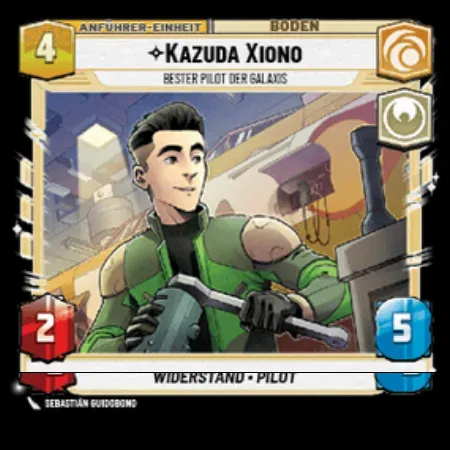 4
ANFÜHRER-EINHEIT
BODEN
KAZUDA XIONO
BESTER PILOT DER GALAXIS
2
5
WIDERSTAND • PILOT
SEBASTIÁN GUIDOBONO